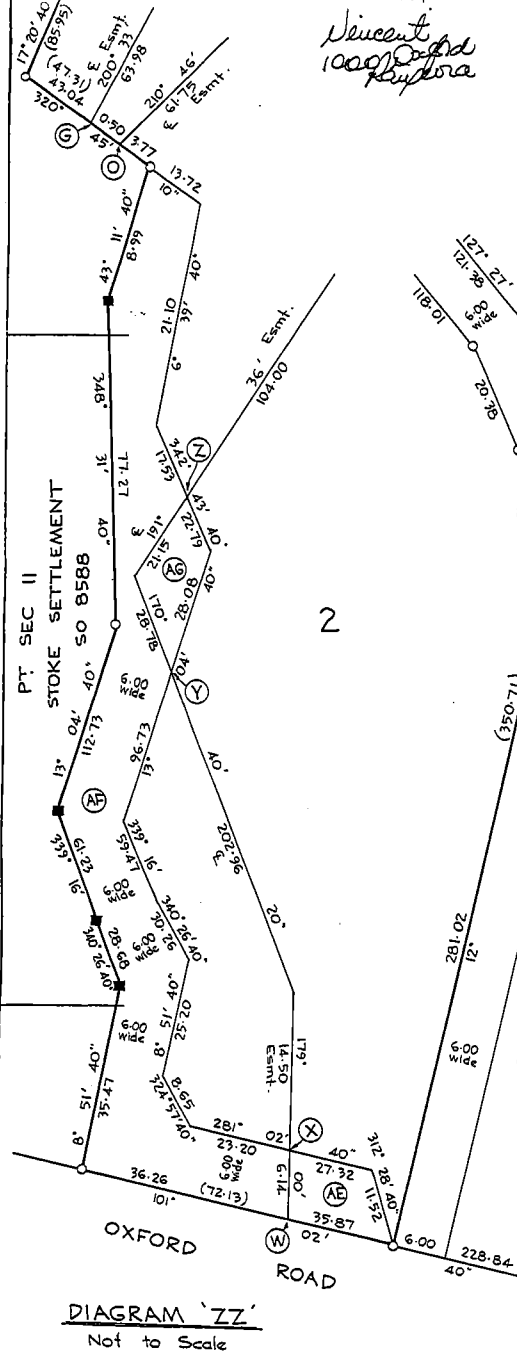 17° 20' 40"
(85.95)
(47.31)
43.04
320°
45'
10"
℄ Esmt.
200° 33'
63.98
210° 46'
61.75
℄ Esmt.
G
0.50
O
3.77
13.72
Vincent
1000 Oxford
43° 11' 40"
8.99
6° 39' 40"
21.10
36' Esmt.
104.00
127° 27'
121.38
6.00
wide
118.01
20.38
348° 31' 40"
77.27
342° 43' 40"
17.53
Z
22.79
191°
℄
21.15
AG
28.08
40"
170°
28.78
04'
Y
PT SEC 11
STOKE SETTLEMENT
SO 8588
2
6.00
wide
13° 04' 40"
112.73
96.73
13°
40'
202.96
℄
20"
(350.71)
AF
339° 16'
61.23
6.00
wide
339° 16'
59.47
340° 26' 40"
28.68
6.00
wide
340° 26' 40"
30.26
281.02
12°
6.00
wide
6.00
wide
8° 51' 40"
25.20
8° 51' 40"
35.47
179°
14.50
Esmt.
8.65
324° 57' 40"
281° 02' 40"
23.20
X
27.32
312° 28' 40"
11.52
6.00
wide
6.14
00'
AE
36.26
(72.13)
35.87
6.00
228.84
101° 02' 40"
W
OXFORD ROAD
DIAGRAM 'ZZ'
Not to Scale